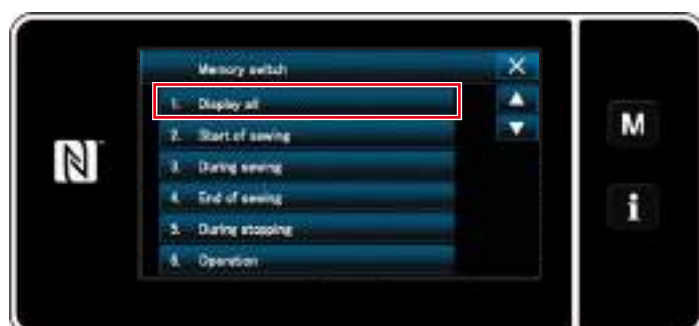 Memory switch
1. Display all
2. Start of sewing
3. During sewing
4. End of sewing
5. During stopping
6. Operation
M
i